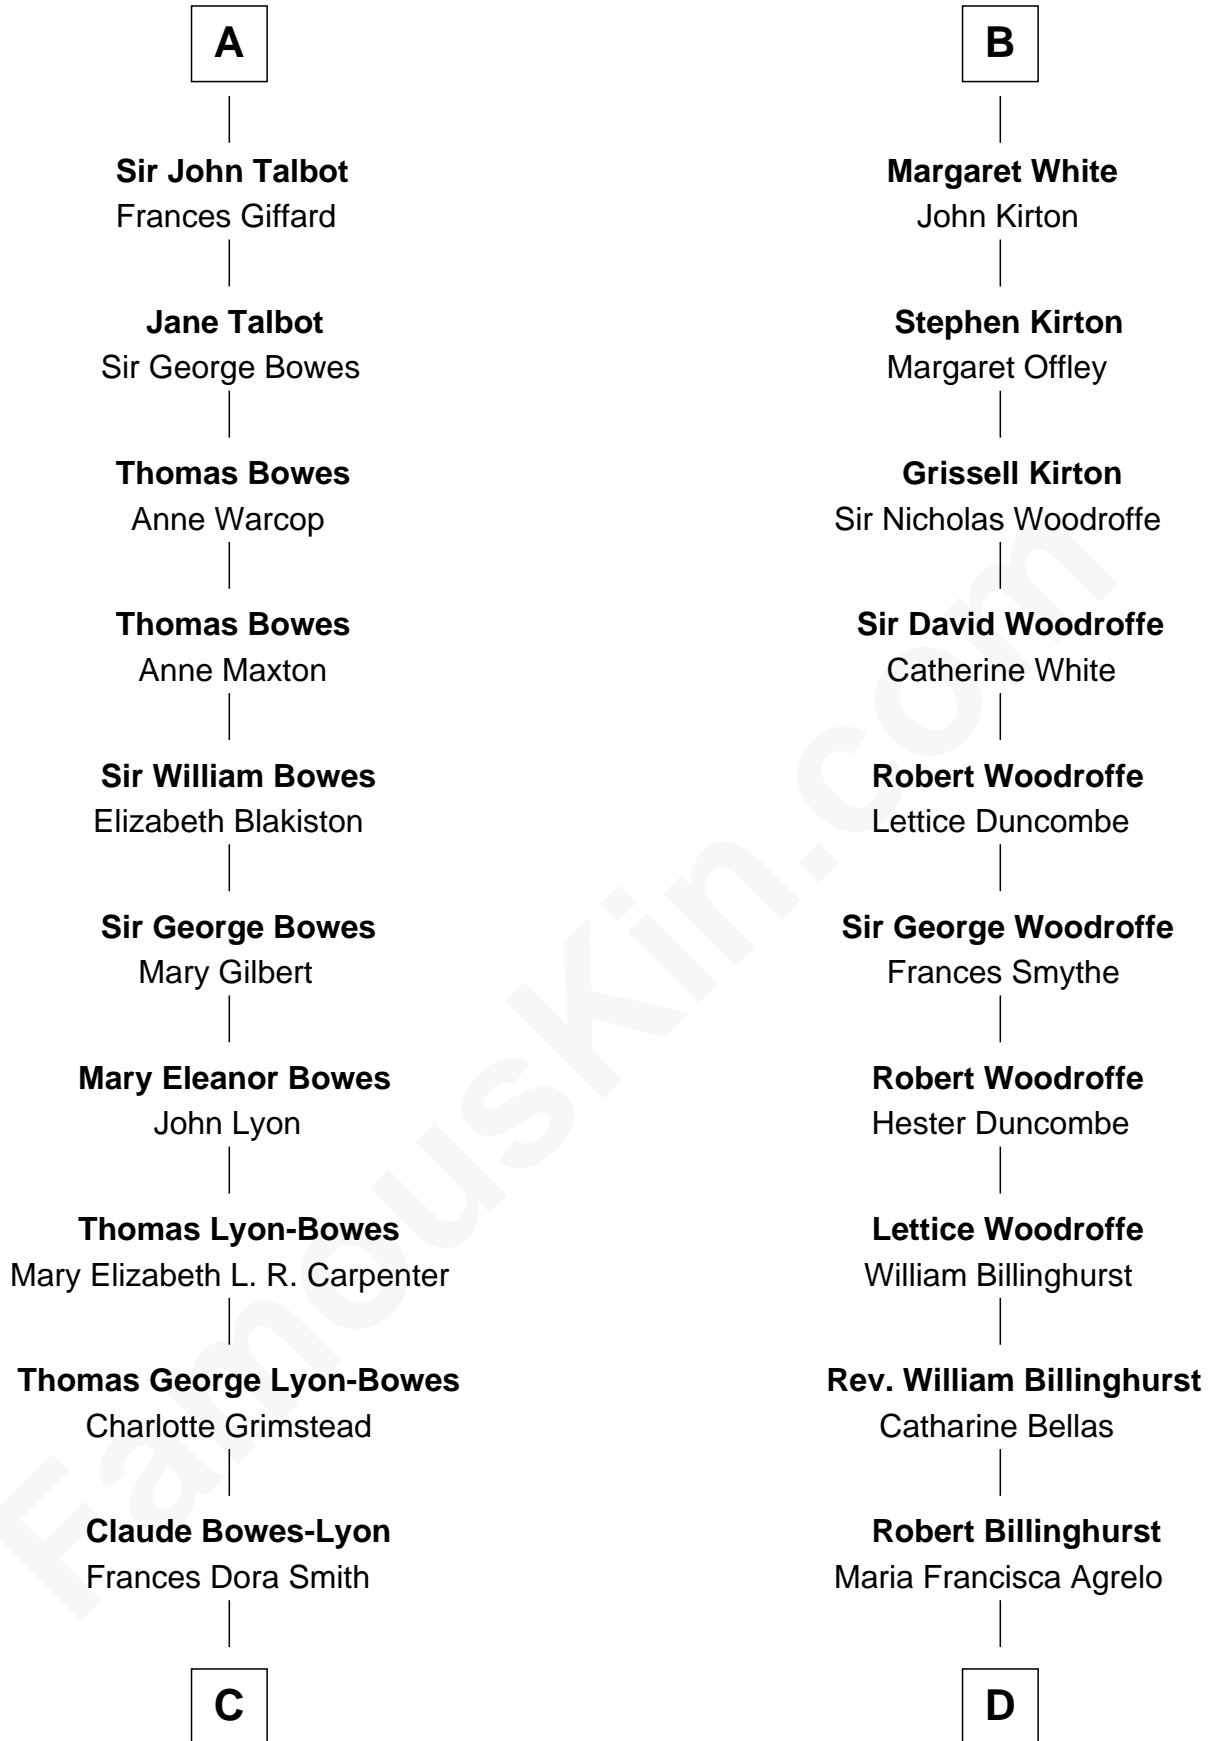 A
Sir John Talbot
Frances Giffard
Jane Talbot
Sir George Bowes
Thomas Bowes
Anne Warcop
Thomas Bowes
Anne Maxton
Sir William Bowes
Elizabeth Blakiston
Sir George Bowes
Mary Gilbert
Mary Eleanor Bowes
John Lyon
Thomas Lyon-Bowes
Mary Elizabeth L. R. Carpenter
Thomas George Lyon-Bowes
Charlotte Grimstead
Claude Bowes-Lyon
Frances Dora Smith
C
B
Margaret White
John Kirton
Stephen Kirton
Margaret Offley
Grissell Kirton
Sir Nicholas Woodroffe
Sir David Woodroffe
Catherine White
Robert Woodroffe
Lettice Duncombe
Sir George Woodroffe
Frances Smythe
Robert Woodroffe
Hester Duncombe
Lettice Woodroffe
William Billinghurst
Rev. William Billinghurst
Catharine Bellas
Robert Billinghurst
Maria Francisca Agrelo
D
FamousKin.com